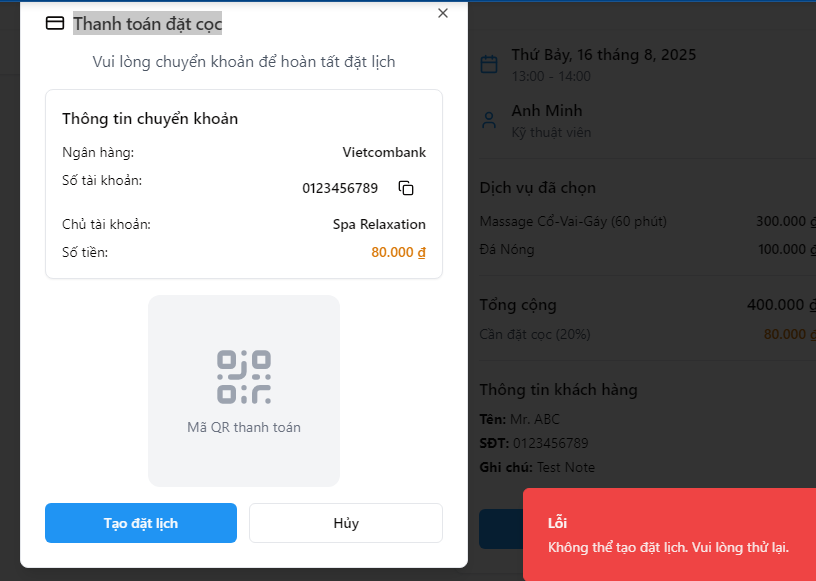 Thanh toán đặt cọc
Vui lòng chuyển khoản để hoàn tất đặt lịch
Thông tin chuyển khoản
Ngân hàng: Vietcombank
Số tài khoản: 0123456789
Chủ tài khoản: Spa Relaxation
Số tiền: 80.000 ₫
Mã QR thanh toán
Tạo đặt lịch
Hủy
Thứ Bảy, 16 tháng 8, 2025
13:00 - 14:00
Anh Minh
Kỹ thuật viên
Dịch vụ đã chọn
Massage Cổ-Vai-Gáy (60 phút) 300.000 ₫
Đá Nóng 100.000 ₫
Tổng cộng 400.000 ₫
Cần đặt cọc (20%) 80.000 ₫
Thông tin khách hàng
Tên: Mr. ABC
SĐT: 0123456789
Ghi chú: Test Note
Lỗi
Không thể tạo đặt lịch. Vui lòng thử lại.